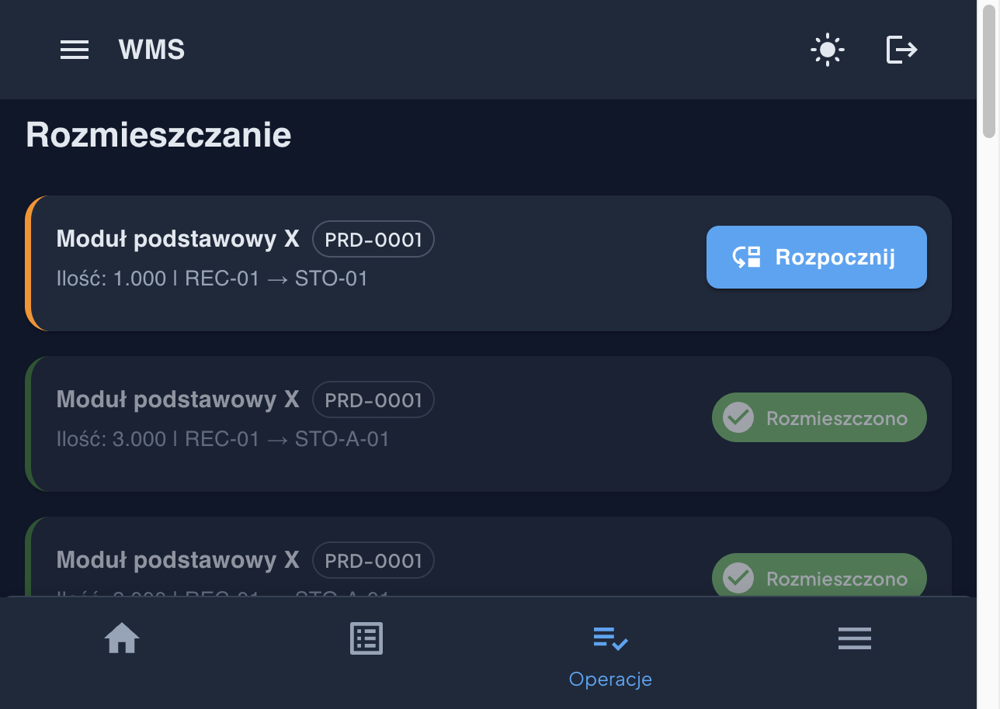 WMS
Rozmieszczanie
Moduł podstawowy X PRD-0001
Ilość: 1.000 | REC-01 → STO-01
Rozpocznij
Moduł podstawowy X PRD-0001
Ilość: 3.000 | REC-01 → STO-A-01
Rozmieszczono
Moduł podstawowy X PRD-0001
Rozmieszczono
Operacje